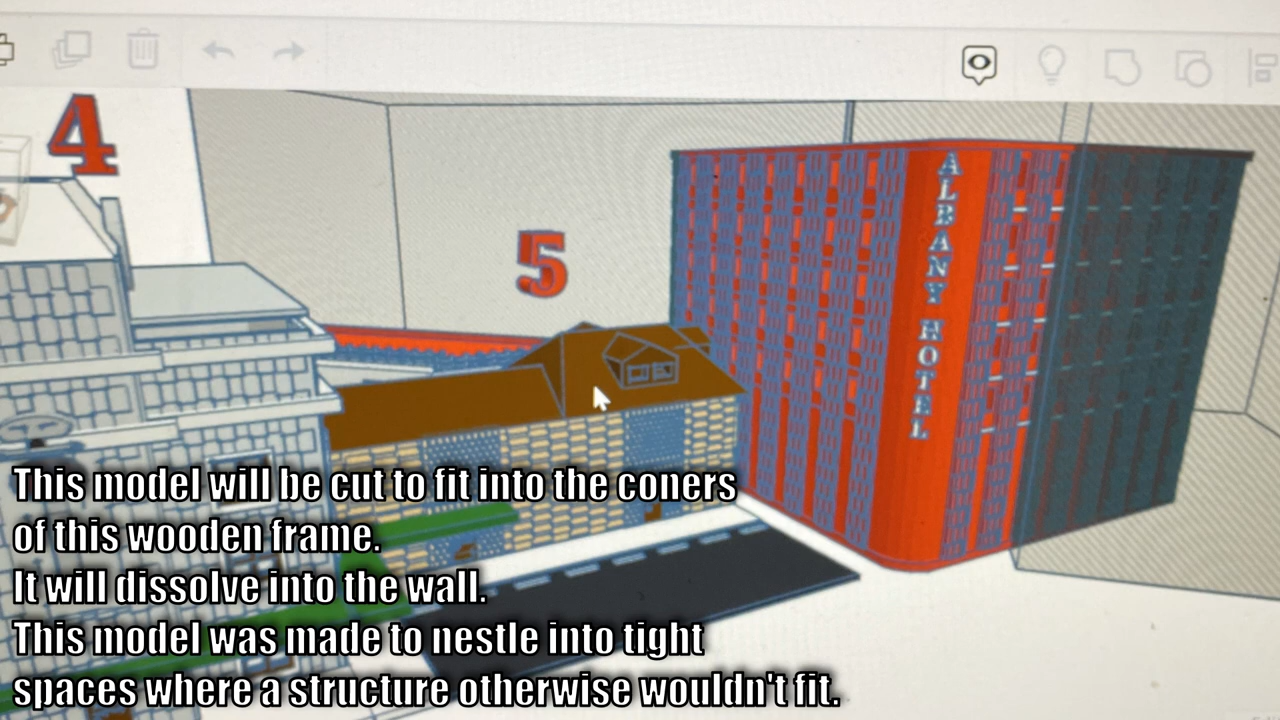 4
5
ALBANY HOTEL
This model will be cut to fit into the coners
of this wooden frame.
It will dissolve into the wall.
This model was made to nestle into tight
spaces where a structure otherwise wouldn't fit.